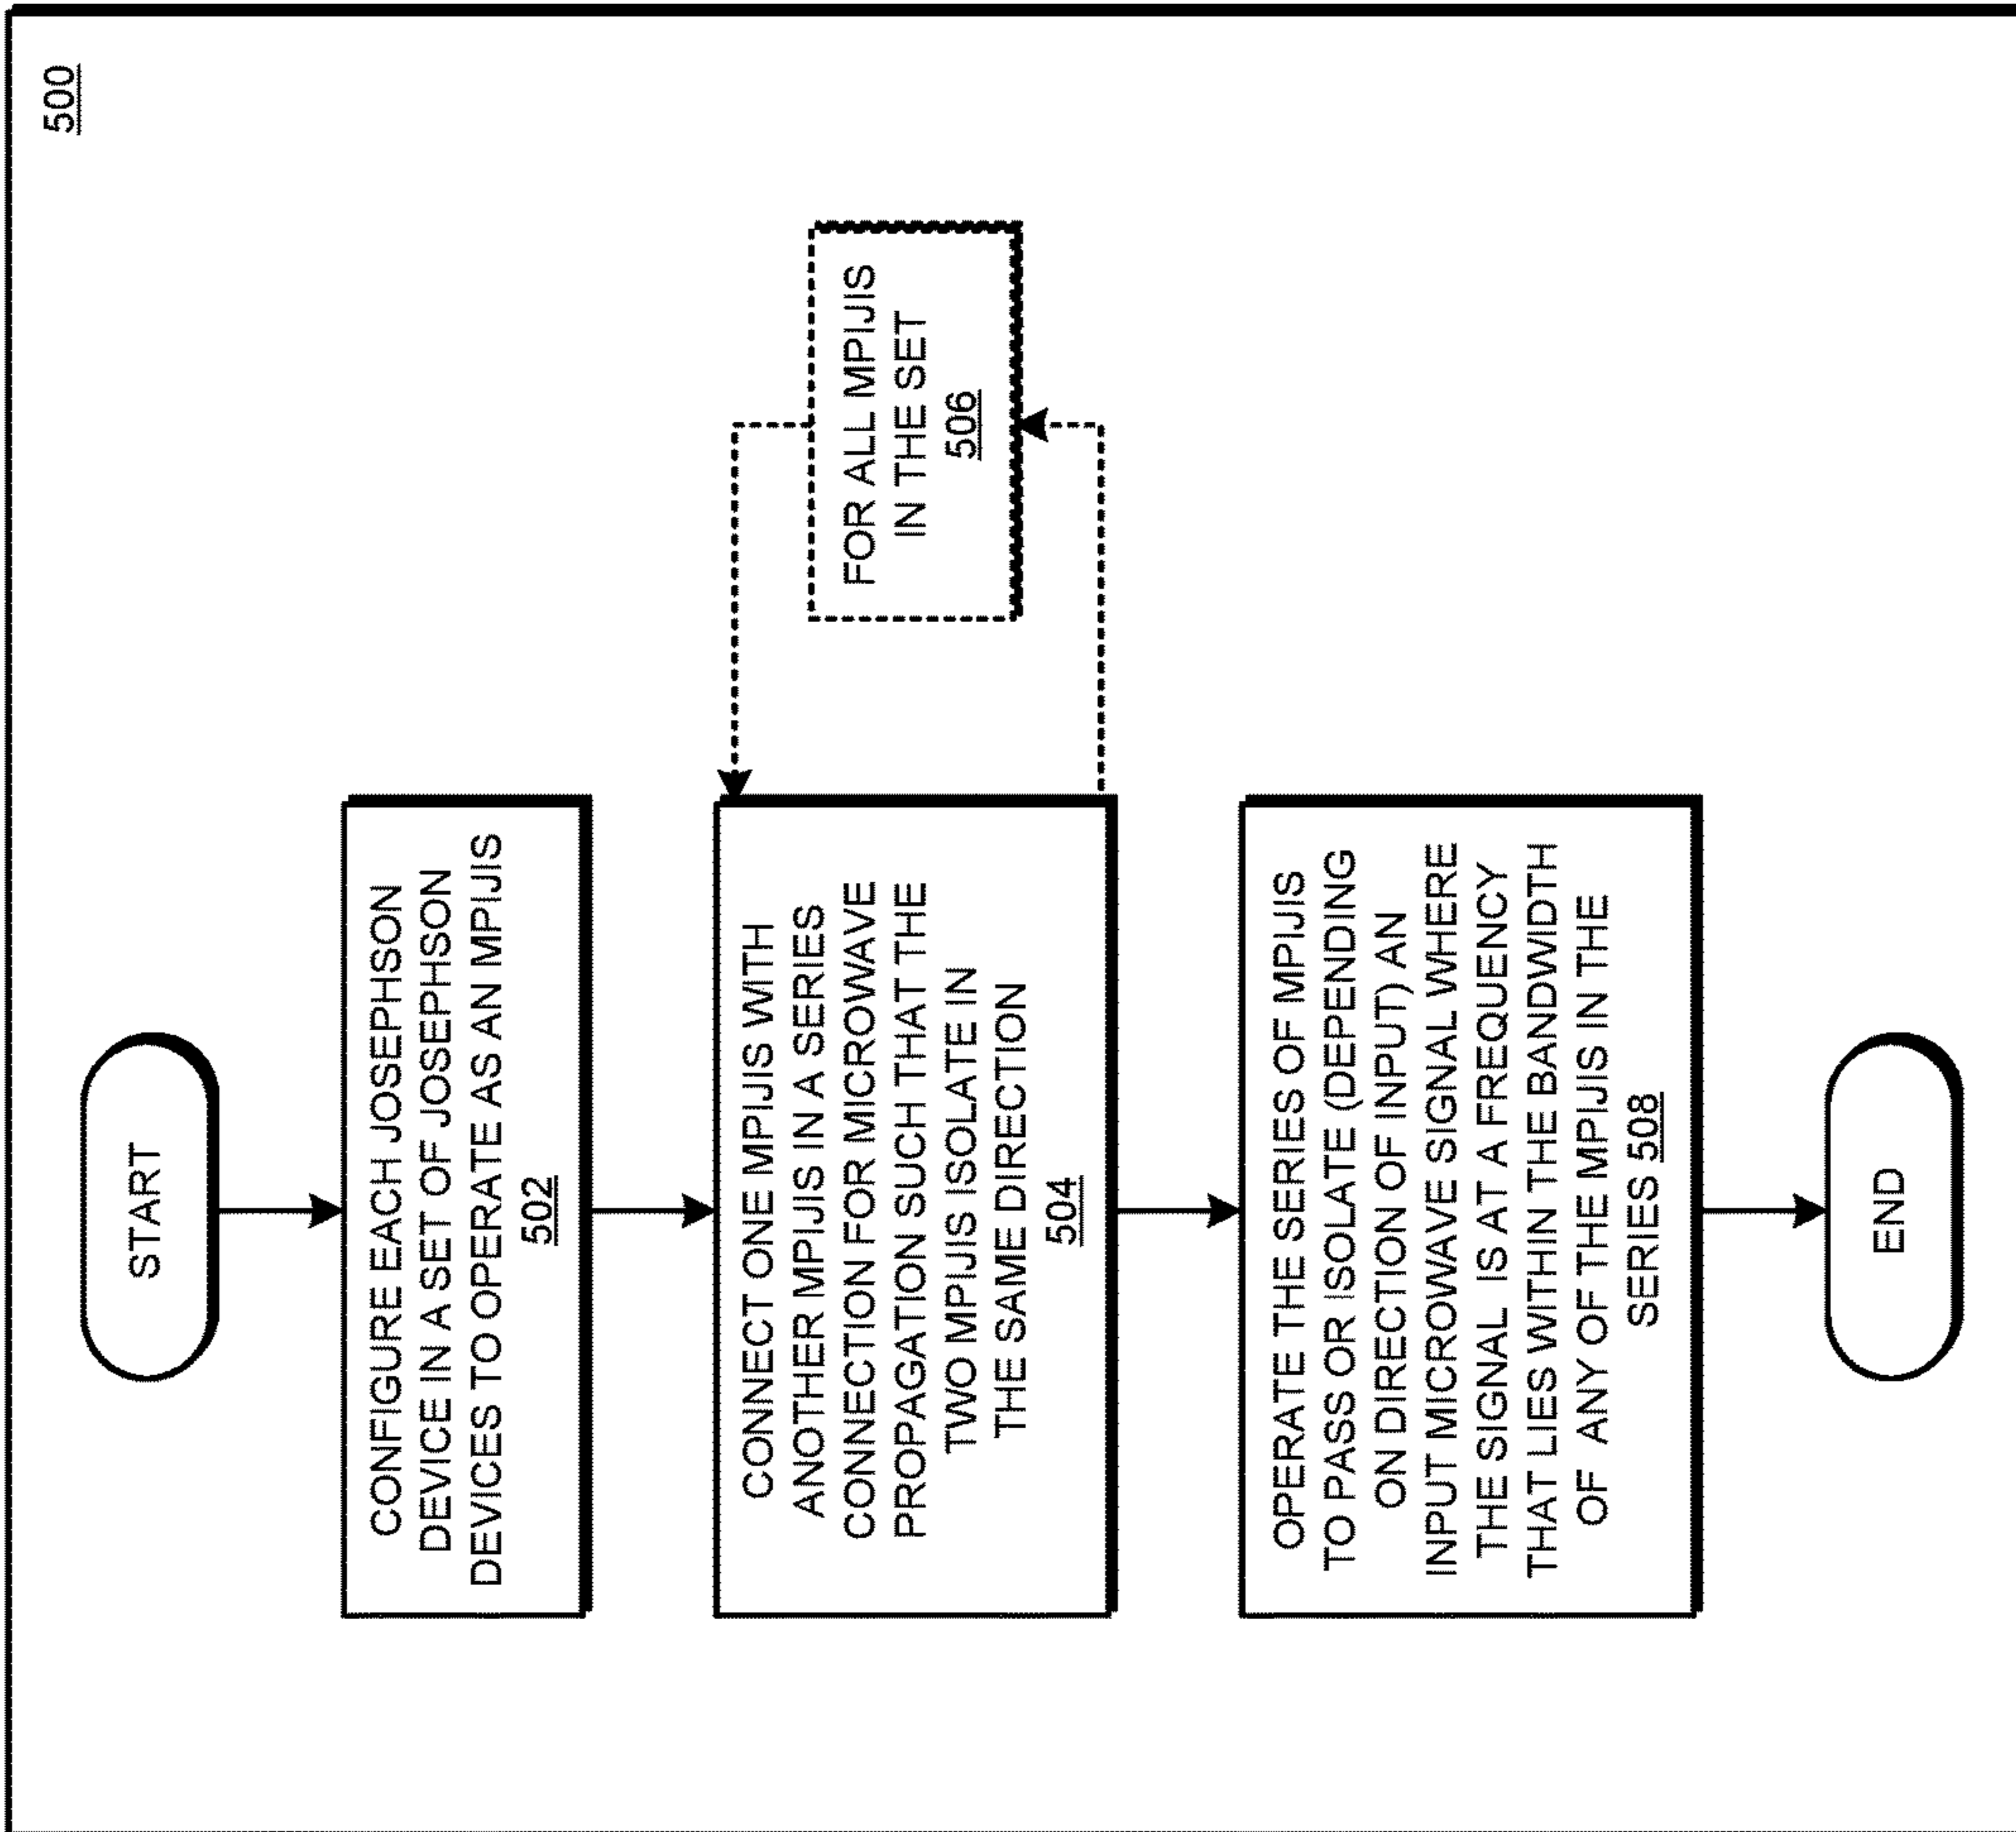 500
START
CONFIGURE EACH JOSEPHSON
DEVICE IN A SET OF JOSEPHSON
DEVICES TO OPERATE AS AN MPIJIS
502
CONNECT ONE MPIJIS WITH
ANOTHER MPIJIS IN A SERIES
CONNECTION FOR MICROWAVE
PROPAGATION SUCH THAT THE
TWO MPIJIS ISOLATE IN
THE SAME DIRECTION
504
FOR ALL MPIJIS
IN THE SET
506
OPERATE THE SERIES OF MPIJIS
TO PASS OR ISOLATE (DEPENDING
ON DIRECTION OF INPUT) AN
INPUT MICROWAVE SIGNAL WHERE
THE SIGNAL IS AT A FREQUENCY
THAT LIES WITHIN THE BANDWIDTH
OF ANY OF THE MPIJIS IN THE
SERIES 508
END